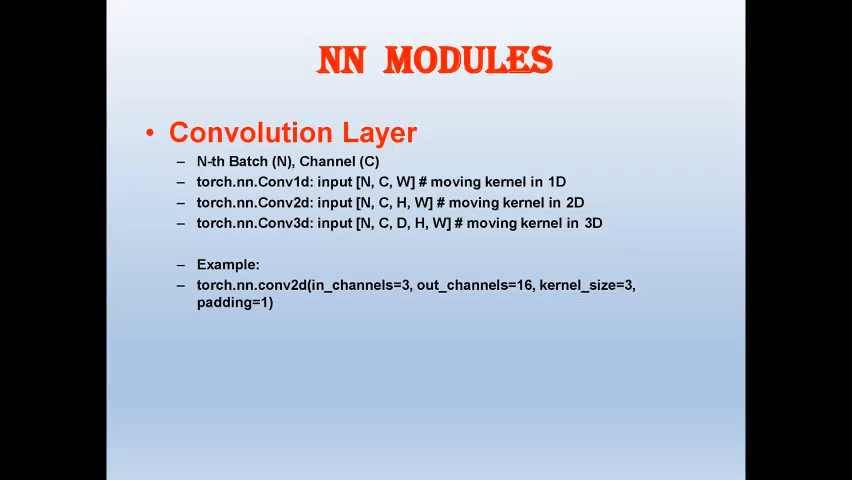 NN MODULES
• Convolution Layer
– N-th Batch (N), Channel (C)
– torch.nn.Conv1d: input [N, C, W] # moving kernel in 1D
– torch.nn.Conv2d: input [N, C, H, W] # moving kernel in 2D
– torch.nn.Conv3d: input [N, C, D, H, W] # moving kernel in 3D
– Example:
– torch.nn.conv2d(in_channels=3, out_channels=16, kernel_size=3,
padding=1)